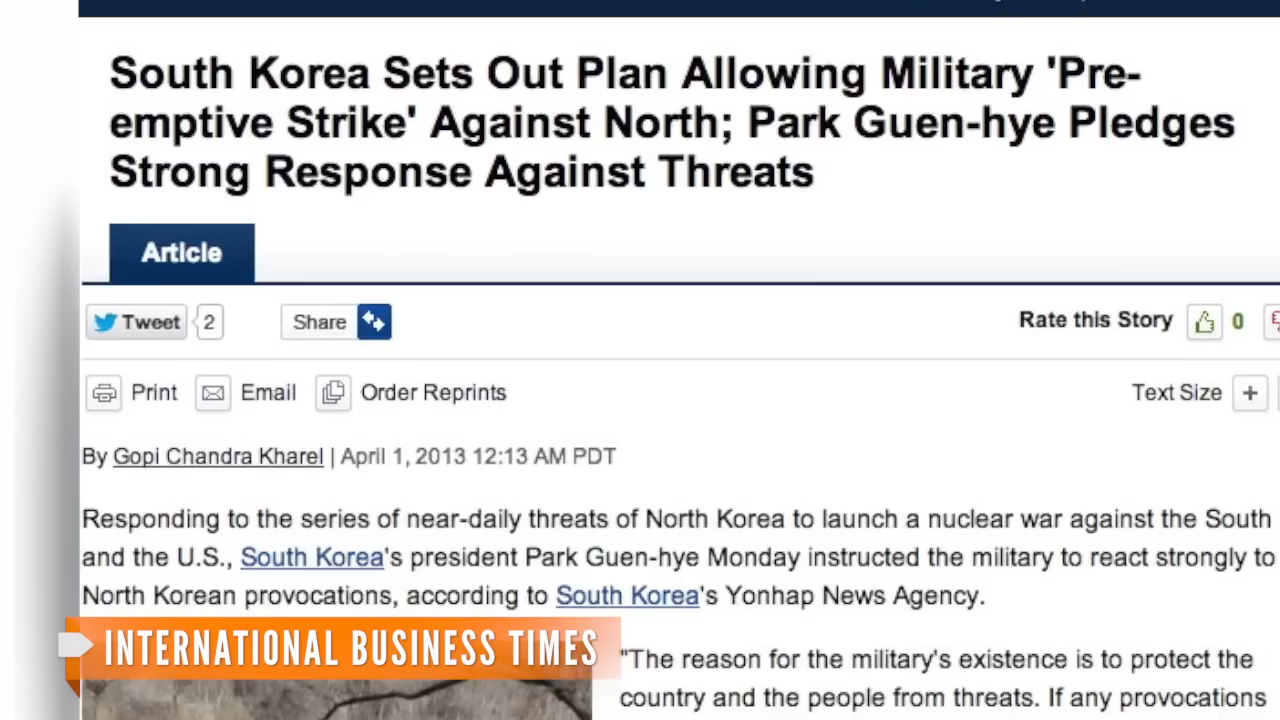 South Korea Sets Out Plan Allowing Military 'Pre-
emptive Strike' Against North; Park Guen-hye Pledges
Strong Response Against Threats
Article
Tweet 2 Share Rate this Story 0
Print Email Order Reprints Text Size +
By Gopi Chandra Kharel | April 1, 2013 12:13 AM PDT
Responding to the series of near-daily threats of North Korea to launch a nuclear war against the South
and the U.S., South Korea's president Park Guen-hye Monday instructed the military to react strongly to
North Korean provocations, according to South Korea's Yonhap News Agency.
INTERNATIONAL BUSINESS TIMES
"The reason for the military's existence is to protect the
country and the people from threats. If any provocations